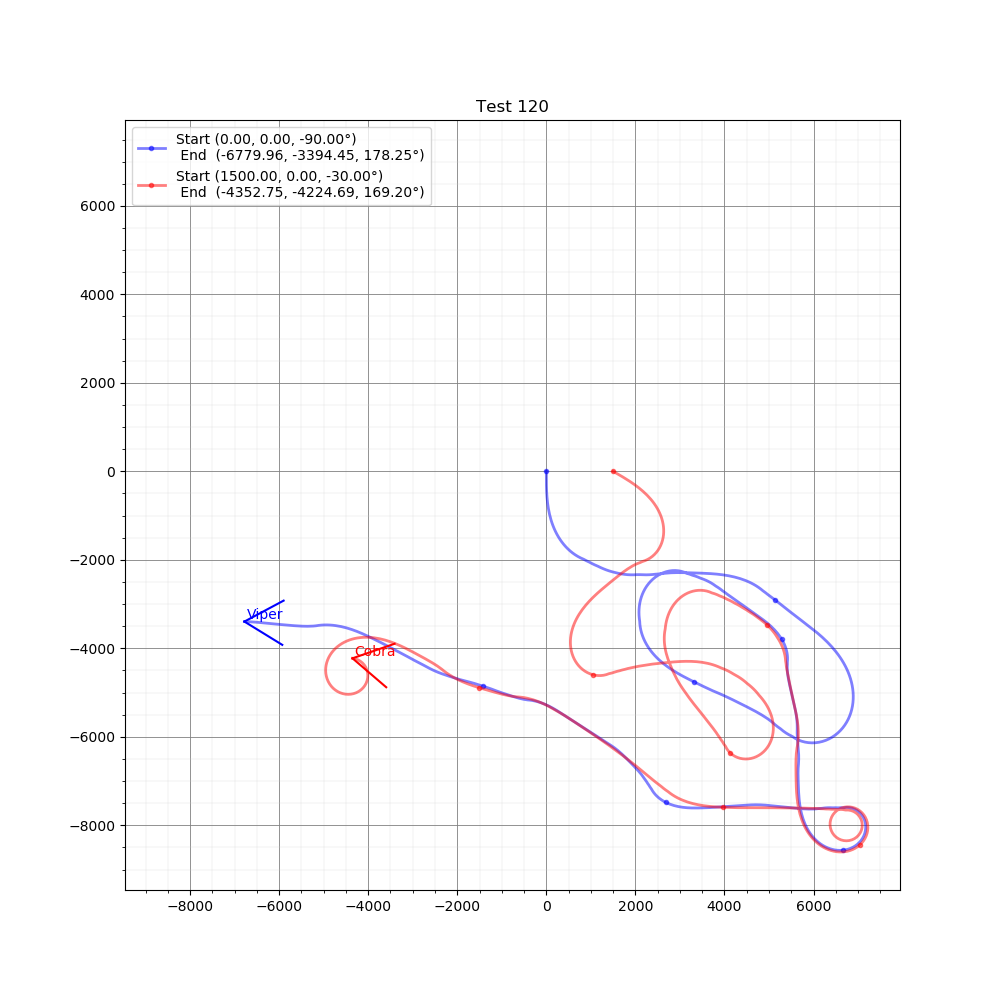 Test 120
Start (0.00, 0.00, -90.00°)
End (-6779.96, -3394.45, 178.25°)
Start (1500.00, 0.00, -30.00°)
End (-4352.75, -4224.69, 169.20°)
6000
4000
2000
0
−2000
−4000
−6000
−8000
Viper
Cobra
−8000 −6000 −4000 −2000 0 2000 4000 6000